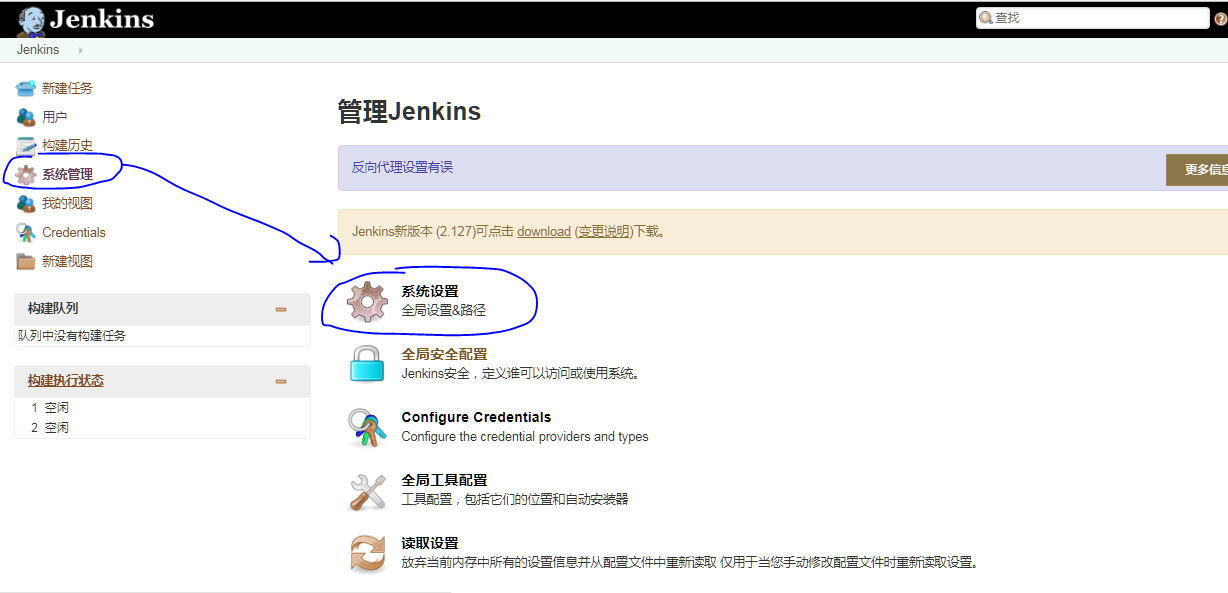 Jenkins
查找
Jenkins
新建任务
用户
构建历史
系统管理
我的视图
Credentials
新建视图
构建队列
队列中没有构建任务
构建执行状态
1 空闲
2 空闲
管理Jenkins
反向代理设置有误
更多信息
Jenkins新版本 (2.127)可点击 download (变更说明)下载。
系统设置
全局设置&路径
全局安全配置
Jenkins安全，定义谁可以访问或使用系统。
Configure Credentials
Configure the credential providers and types
全局工具配置
工具配置，包括它们的位置和自动安装器
读取设置
放弃当前内存中所有的设置信息并从配置文件中重新读取 仅用于当您手动修改配置文件时重新读取设置。